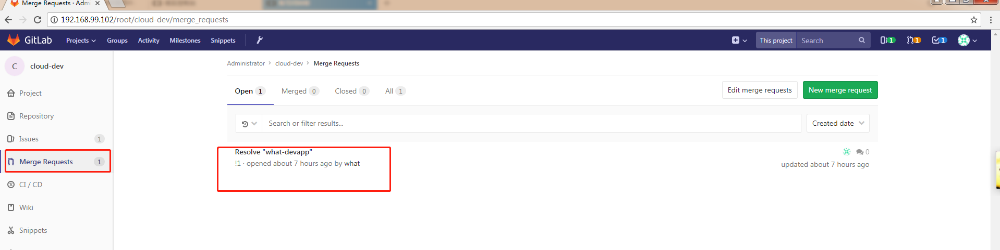 Merge Requests · Admi
192.168.99.102/root/cloud-dev/merge_requests
GitLab Projects Groups Activity Milestones Snippets This project Search 1 1 1
C cloud-dev
Administrator > cloud-dev > Merge Requests
Project
Open 1 Merged 0 Closed 0 All 1 Edit merge requests New merge request
Repository
Search or filter results... Created date
Issues 1
Resolve "what-devapp" 0
Merge Requests 1
!1 · opened about 7 hours ago by what updated about 7 hours ago
CI / CD
Wiki
Snippets